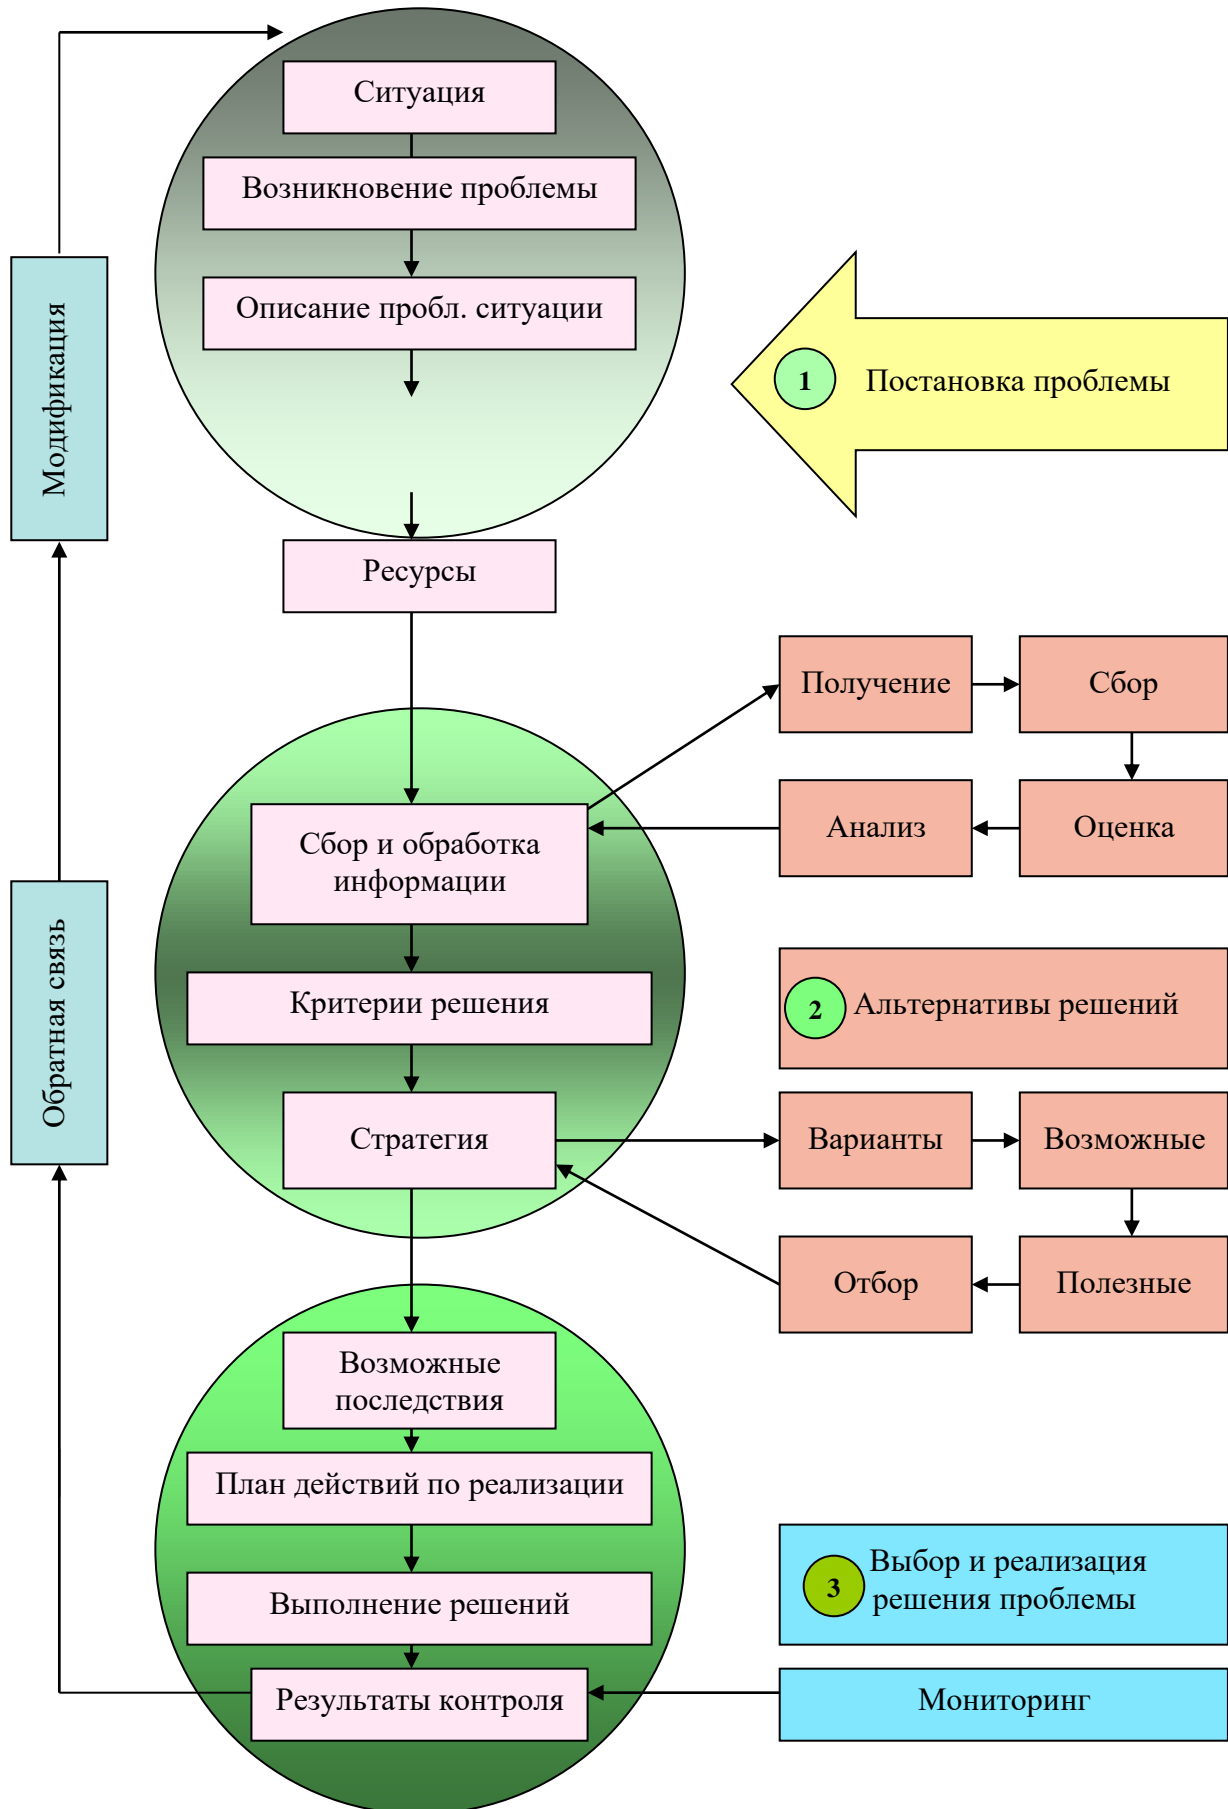 Ситуация
Возникновение проблемы
Описание пробл. ситуации
Модификация
1
Постановка проблемы
Ресурсы
Получение
Сбор
Сбор и обработка
информации
Анализ
Оценка
Обратная связь
Критерии решения
2
Альтернативы решений
Стратегия
Варианты
Возможные
Отбор
Полезные
Возможные
последствия
План действий по реализации
Выполнение решений
3
Выбор и реализация
решения проблемы
Результаты контроля
Мониторинг